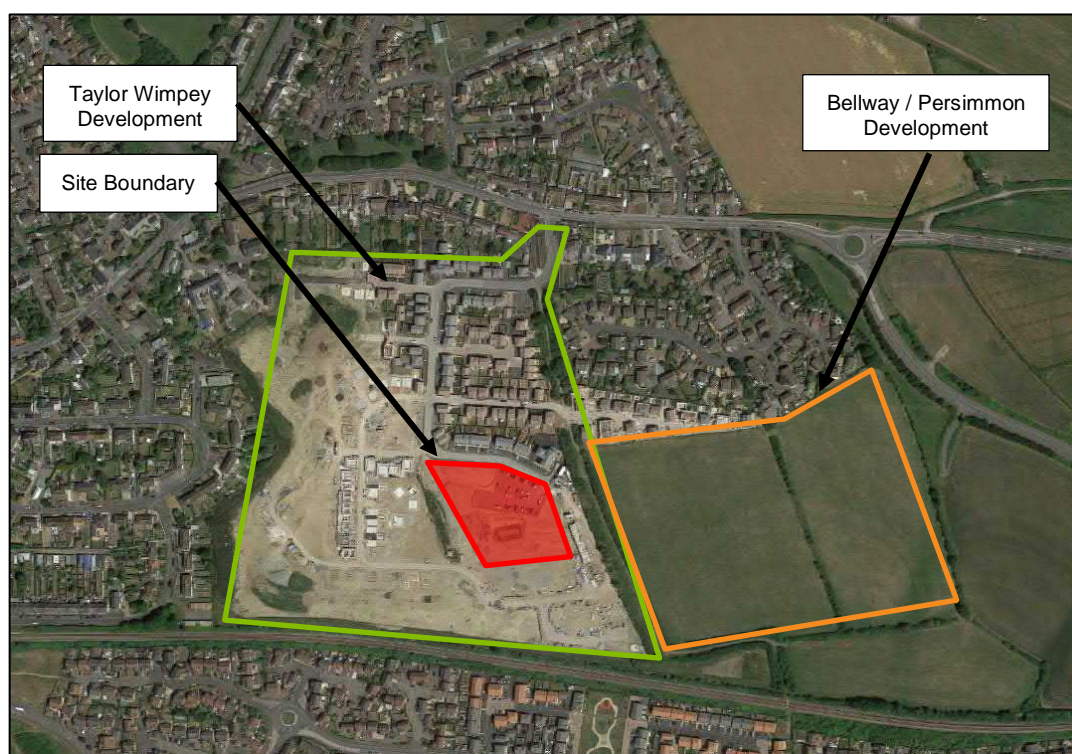 Taylor Wimpey
Development
Site Boundary
Bellway / Persimmon
Development